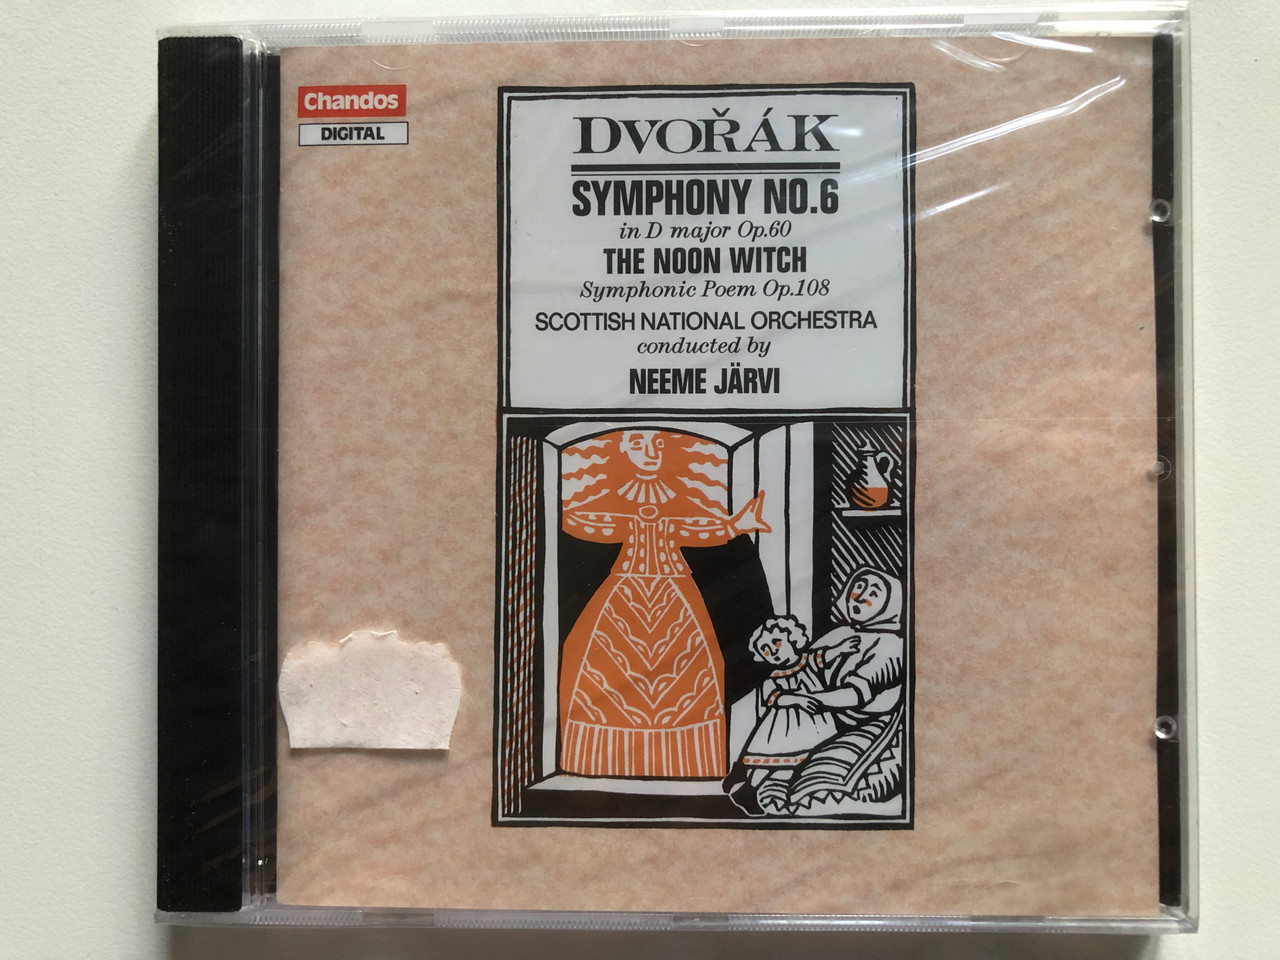 Chandos
DIGITAL
DVOŘÁK
SYMPHONY NO.6
in D major Op.60
THE NOON WITCH
Symphonic Poem Op.108
SCOTTISH NATIONAL ORCHESTRA
conducted by
NEEME JÄRVI